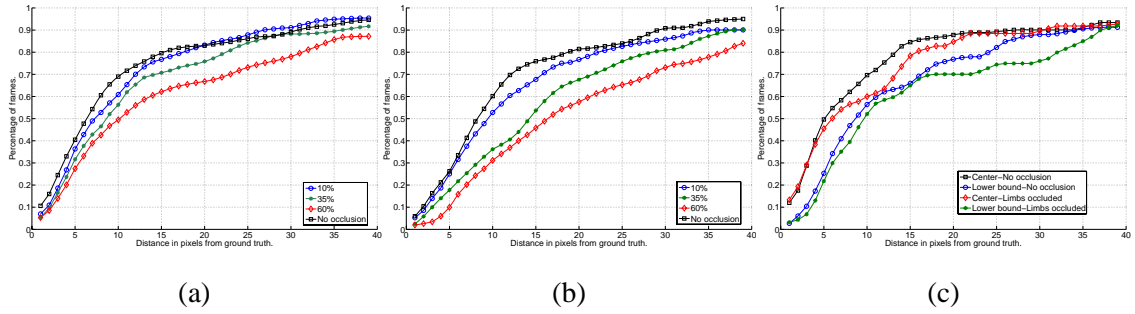 Percentage of frames.
1
0.9
0.8
0.7
0.6
0.5
0.4
0.3
0.2
0.1
0
0 5 10 15 20 25 30 35 40
Distance in pixels from ground truth.
10%
35%
60%
No occlusion
(a)
Percentage of frames.
1
0.9
0.8
0.7
0.6
0.5
0.4
0.3
0.2
0.1
0
0 5 10 15 20 25 30 35 40
Distance in pixels from ground truth.
10%
35%
60%
No occlusion
(b)
Percentage of frames.
1
0.9
0.8
0.7
0.6
0.5
0.4
0.3
0.2
0.1
0
0 5 10 15 20 25 30 35 40
Distance in pixels from ground truth.
Center−No occlusion
Lower bound−No occlusion
Center−Limbs occluded
Lower bound−Limbs occluded
(c)